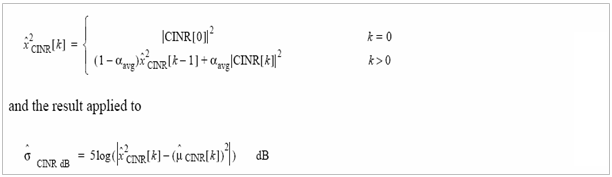 x̂²CINR[k] = { |CINR[0]|² k = 0
(1 − αavg)x̂²CINR[k−1] + αavg|CINR[k]|² k > 0
and the result applied to
σ̂ CINR dB = 5log(|x̂²CINR[k] − (μ̂ CINR[k])²|) dB